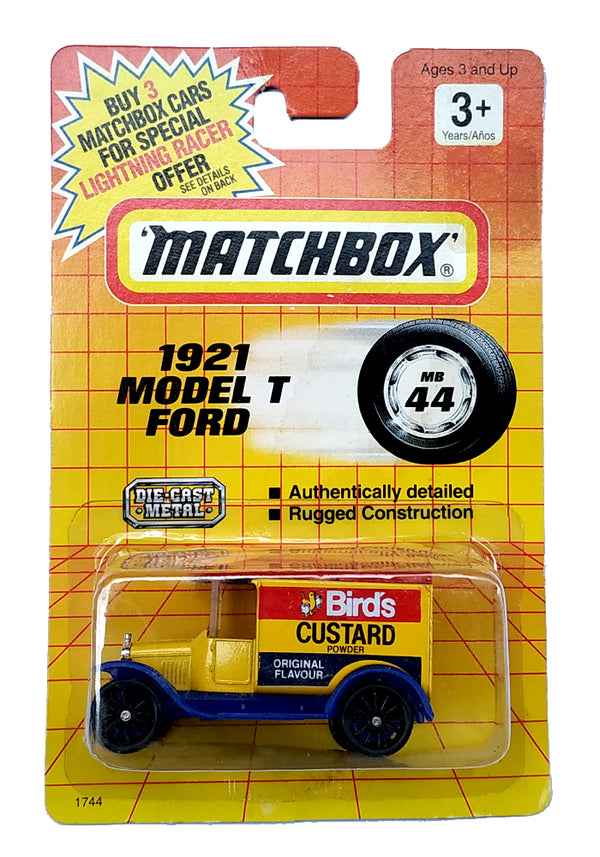 BUY 3
MATCHBOX CARS
FOR SPECIAL
LIGHTNING RACER
OFFER
SEE DETAILS
ON BACK
Ages 3 and Up
3+
Years/Años
'MATCHBOX'®
1921
MODEL T
FORD
MB
44
DIE-CAST
METAL
■ Authentically detailed
■ Rugged Construction
Bird's
CUSTARD
POWDER
ORIGINAL
FLAVOUR
1744